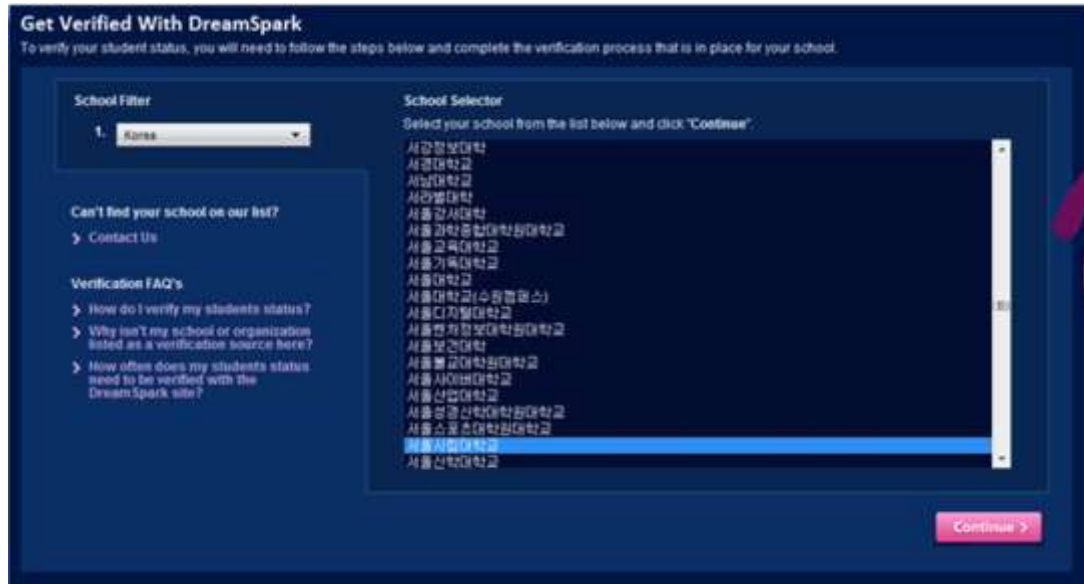 Get Verified With DreamSpark
To verify your student status, you will need to follow the steps below and complete the verification process that is in place for your school.
School Filter
1. Korea
Can't find your school on our list?
Contact Us
Verification FAQ's
How do I verify my students status?
Why isn't my school or organization
listed as a verification source here?
How often does my students status
need to be verified with the
DreamSpark site?
School Selector
Select your school from the list below and click "Continue".
서강정보대학
서경대학교
서남대학교
서라벌대학
서울강서대학
서울과학종합대학원대학교
서울교육대학교
서울기독대학교
서울대학교
서울대학교(수원캠퍼스)
서울디지털대학교
서울벤처정보대학원대학교
서울보건대학
서울불교대학원대학교
서울사이버대학교
서울산업대학교
서울성경신학대학원대학교
서울스포츠대학원대학교
서울시립대학교
서울신학대학교
Continue